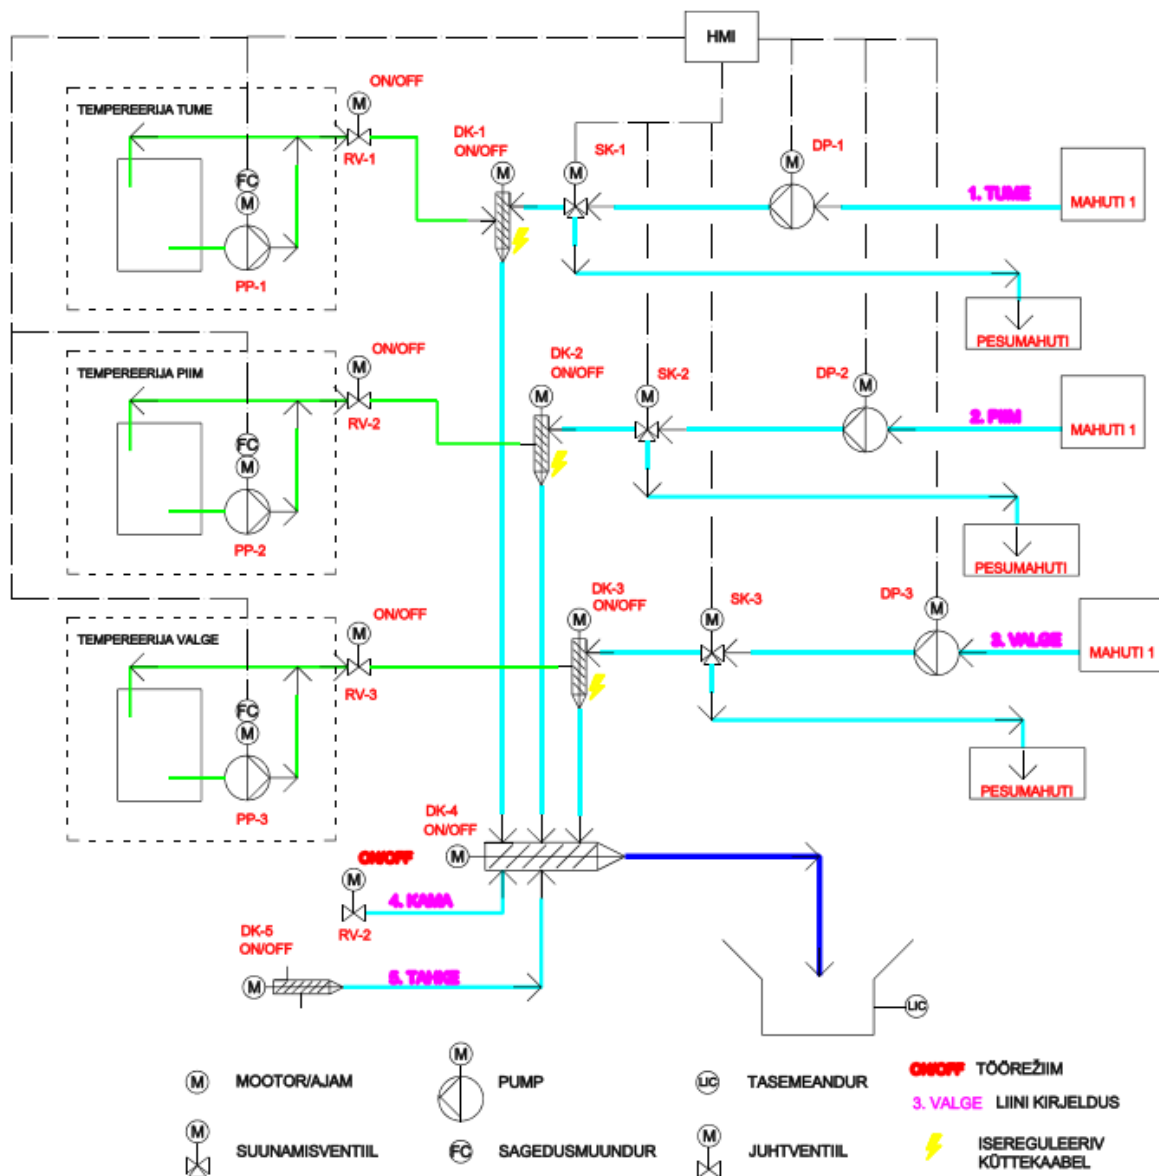 HMI
ON/OFF
TEMPEREERIJA TUME
M
DK-1
ON/OFF
SK-1
DP-1
RV-1
M
M
M
FC
M
1. TUME
MAHUTI 1
PP-1
PESUMAHUTI
ON/OFF
TEMPEREERIJA PIIM
M
DK-2
ON/OFF
SK-2
DP-2
RV-2
M
M
M
2. PIIM
MAHUTI 1
FC
M
PP-2
PESUMAHUTI
ON/OFF
TEMPEREERIJA VALGE
M
DK-3
ON/OFF
SK-3
DP-3
M
M
M
3. VALGE
MAHUTI 1
RV-3
FC
M
PP-3
PESUMAHUTI
DK-4
ON/OFF
M
ON/OFF
M
4. KAMA
RV-2
DK-5
ON/OFF
M
5. TAHKE
LIC
M
MOOTOR/AJAM
M
PUMP
LIC
TASEMEANDUR
ON/OFF TÖÖREŽIIM
3. VALGE LIINI KIRJELDUS
M
SUUNAMISVENTIIL
FC
SAGEDUSMUUNDUR
M
JUHTVENTIIL
ISEREGULEERIV
KÜTTEKAABEL